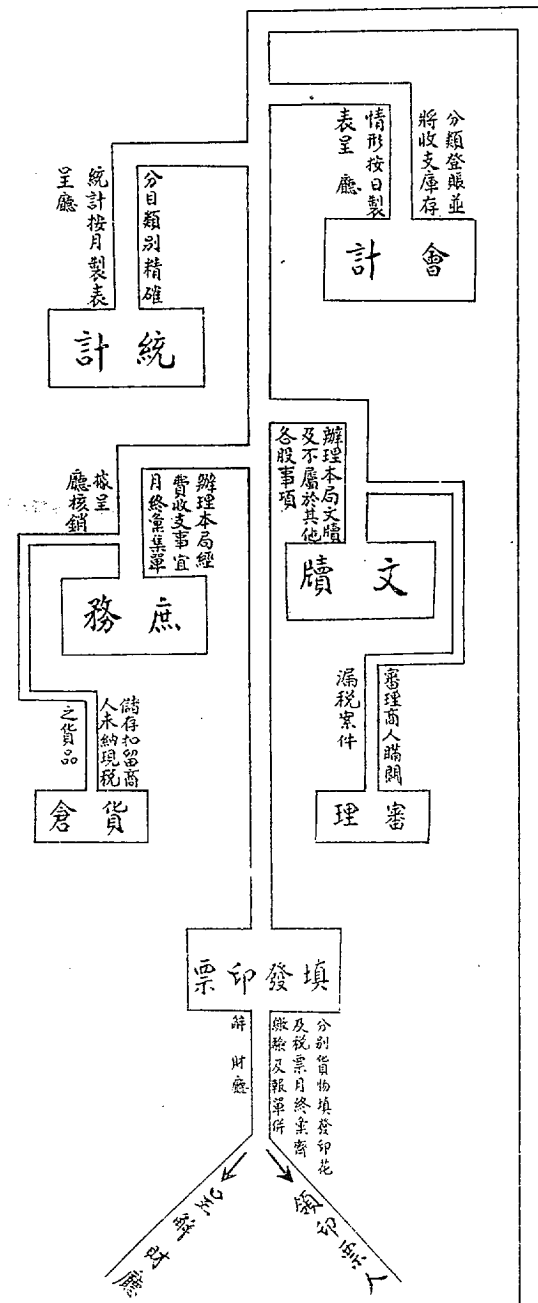 分類登賬並
將收支庫存
情形按日製
表呈廳
會計
分目類別精確
統計按月製表
呈廳
統計
辦理本局文牘
及不屬於其他
各股事項
文牘
辦理本局經
費收支事宜
月終彙集單
據呈
廳核銷
庶務
審理商人瞞關
漏税案件
審理
儲存扣留商
人未納現税
之貨品
貨倉
填發印票
分別貨物填發印花
及税票月終彙齊
繳驗及報單併
解財廳
領印票人
呈解財廳